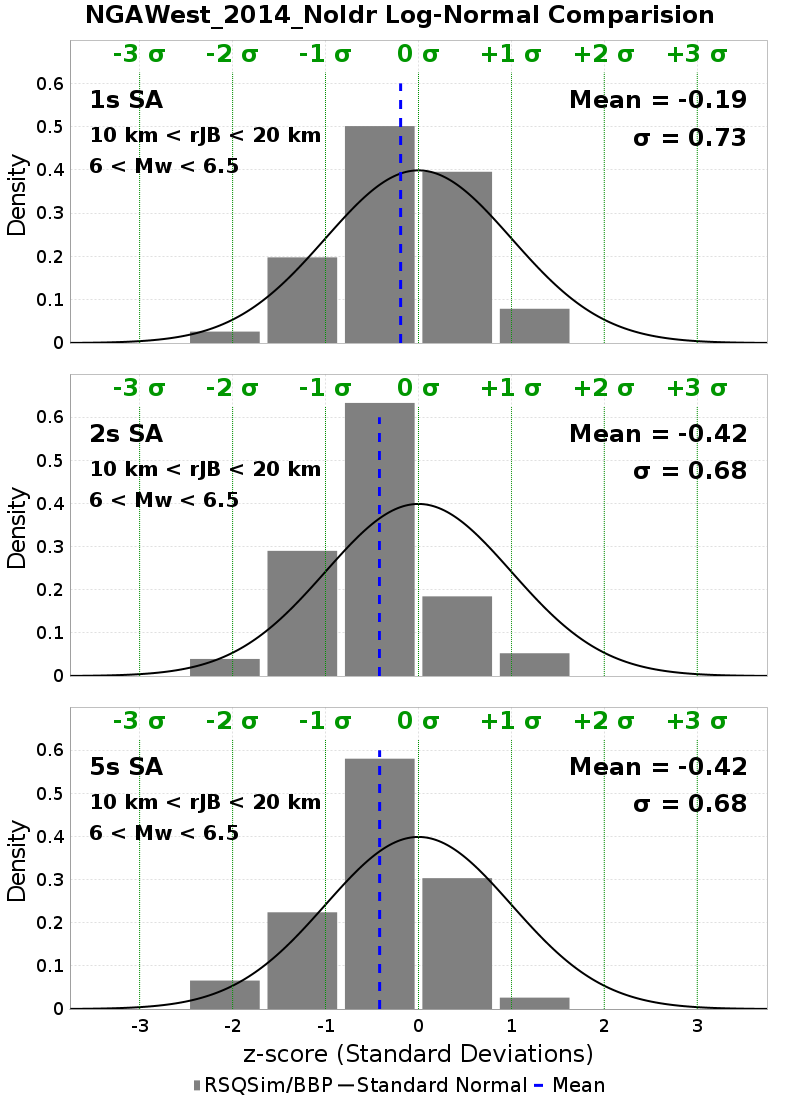 NGAWest_2014_NoIdr Log-Normal Comparision
-3 σ -2 σ -1 σ 0 σ +1 σ +2 σ +3 σ
1s SA
Mean = -0.19
10 km < rJB < 20 km
σ = 0.73
6 < Mw < 6.5
0.6
0.5
0.4
0.3
0.2
0.1
0
Density
-3 σ -2 σ -1 σ 0 σ +1 σ +2 σ +3 σ
2s SA
Mean = -0.42
10 km < rJB < 20 km
σ = 0.68
6 < Mw < 6.5
0.6
0.5
0.4
0.3
0.2
0.1
0
Density
-3 σ -2 σ -1 σ 0 σ +1 σ +2 σ +3 σ
5s SA
Mean = -0.42
10 km < rJB < 20 km
σ = 0.68
6 < Mw < 6.5
0.6
0.5
0.4
0.3
0.2
0.1
0
Density
-3 -2 -1 0 1 2 3
z-score (Standard Deviations)
RSQSim/BBP Standard Normal Mean